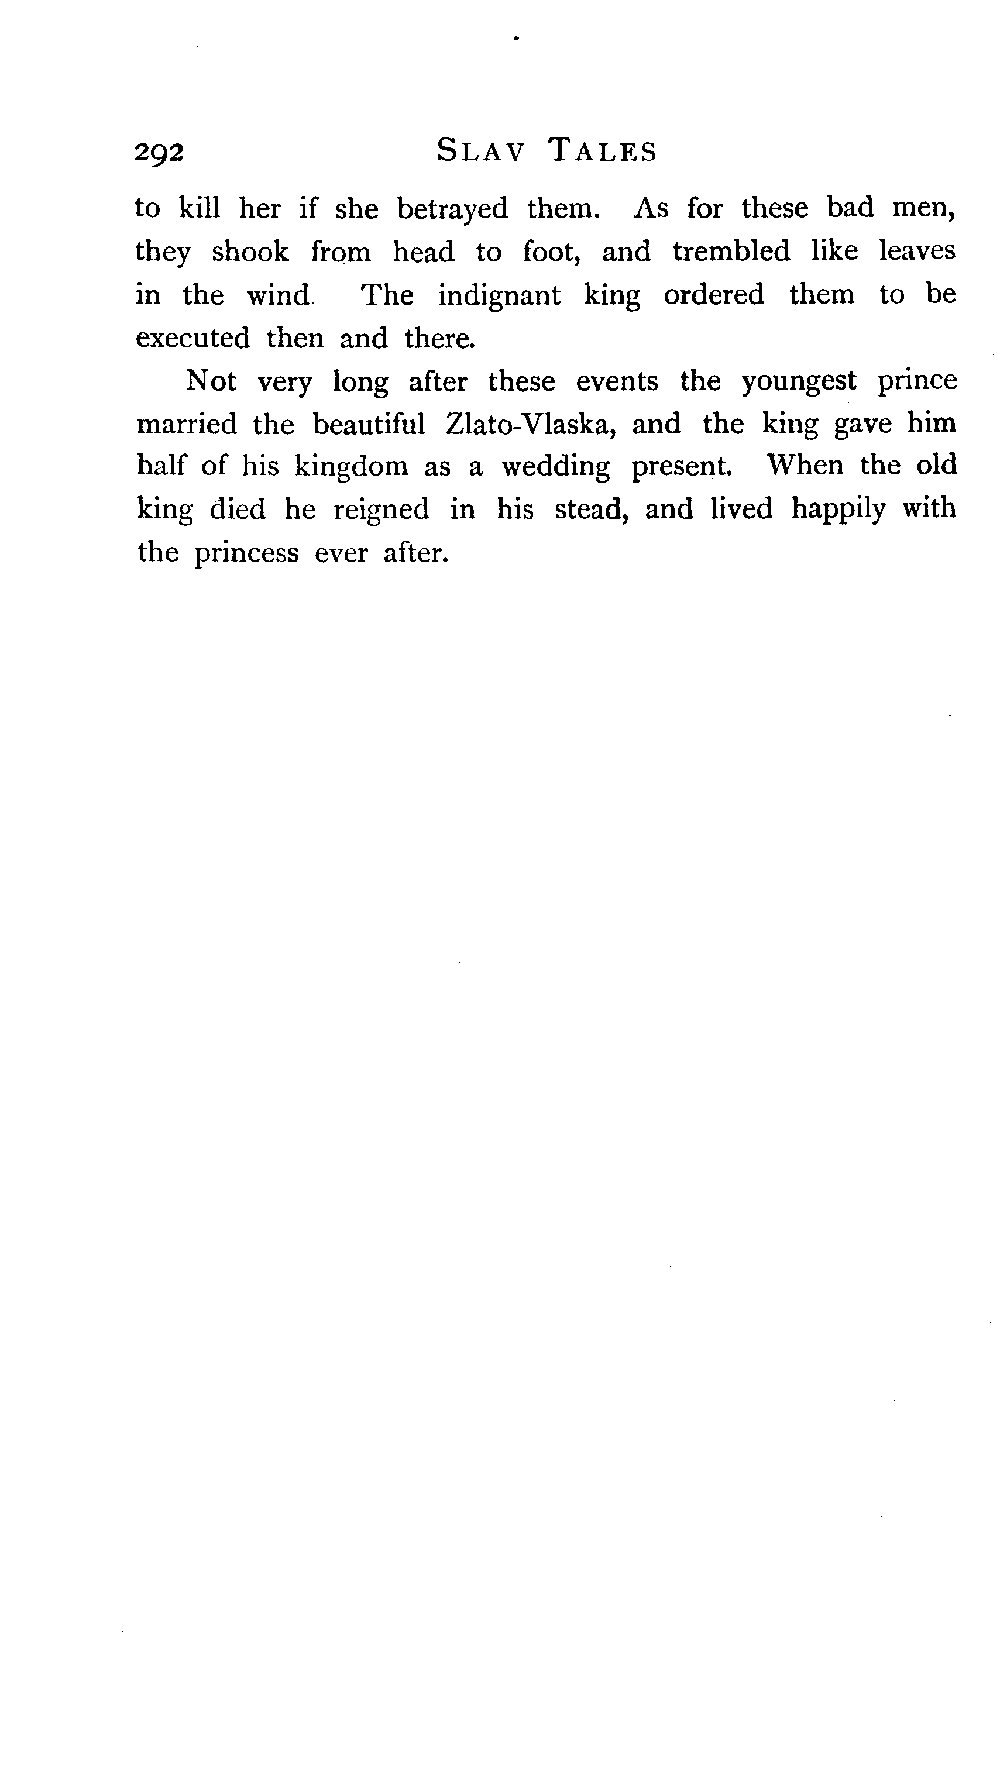 292 SLAV TALES
to kill her if she betrayed them. As for these bad men,
they shook from head to foot, and trembled like leaves
in the wind. The indignant king ordered them to be
executed then and there.
Not very long after these events the youngest prince
married the beautiful Zlato-Vlaska, and the king gave him
half of his kingdom as a wedding present. When the old
king died he reigned in his stead, and lived happily with
the princess ever after.